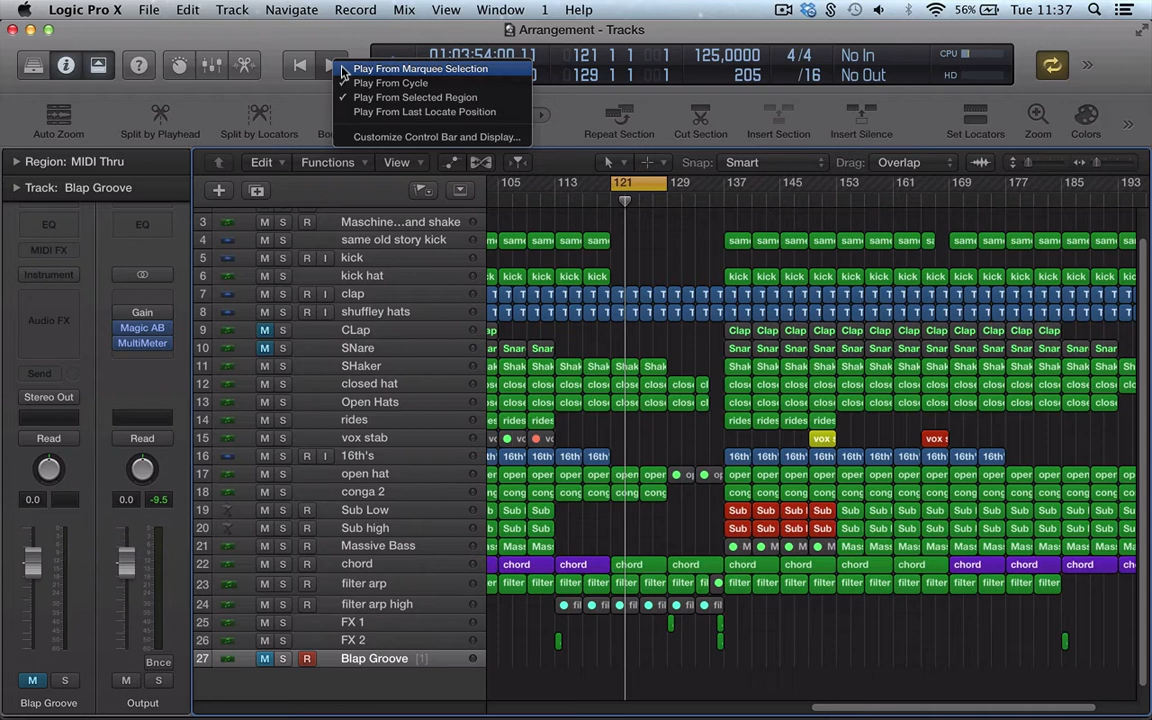 Logic Pro X File Edit Track Navigate Record Mix View Window 1 Help 56% Tue 11:37
Arrangement - Tracks
01:03:54:00.11 121 1 1 1 125,0000 4/4 No In CPU
129 1 1 1 205 /16 No Out HD
Play From Marquee Selection
✓ Play From Cycle
✓ Play From Selected Region
Play From Last Locate Position
Customize Control Bar and Display...
Auto Zoom Split by Playhead Split by Locators Repeat Section Cut Section Insert Section Insert Silence Set Locators Zoom Colors
Region: MIDI Thru Edit Functions View Snap: Smart Drag: Overlap
Track: Blap Groove
105 113 121 129 137 145 153 161 169 177 185 193
EQ EQ
MIDI FX
Instrument
Audio FX
Gain
Magic AB
MultiMeter
Send
Stereo Out
Read Read
0.0 0.0 -9.5
Bnce
M S M S
Blap Groove Output
3 M S R Maschine...and shake
4 M S same old story kick
5 M S R I kick
6 M S kick hat
7 M S R I clap
8 M S R I shuffley hats
9 M S CLap
10 M S SNare
11 M S SHaker
12 M S closed hat
13 M S Open Hats
14 M S rides
15 M S vox stab
16 M S R I 16th's
17 M S open hat
18 M S conga 2
19 M S R Sub Low
20 M S R Sub high
21 M S R Massive Bass
22 M S R chord
23 M S R filter arp
24 M S R filter arp high
25 M S FX 1
26 M S FX 2
27 M S R Blap Groove [1]